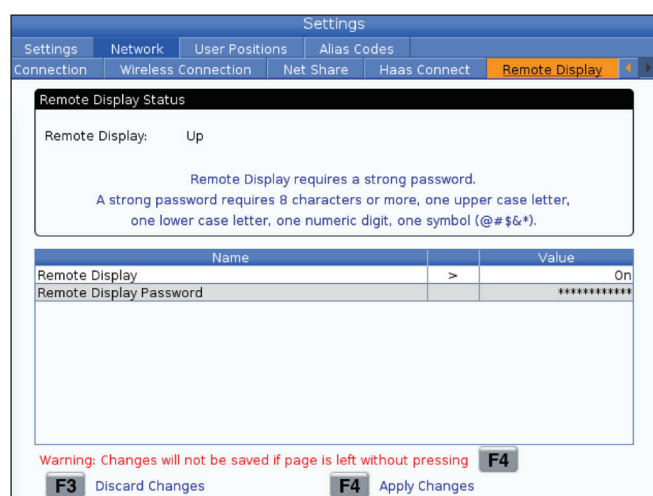 Settings
Settings Network User Positions Alias Codes
Connection Wireless Connection Net Share Haas Connect Remote Display
Remote Display Status
Remote Display: Up
Remote Display requires a strong password.
A strong password requires 8 characters or more, one upper case letter,
one lower case letter, one numeric digit, one symbol (@#$&*).
Name Value
Remote Display > On
Remote Display Password ************
Warning: Changes will not be saved if page is left without pressing F4
F3 Discard Changes F4 Apply Changes